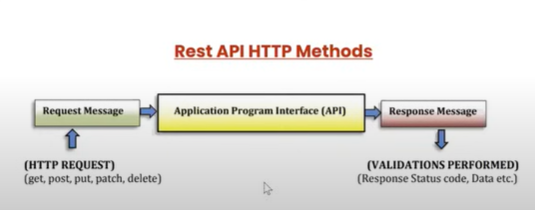 Rest API HTTP Methods
Request Message
Application Program Interface (API)
Response Message
(HTTP REQUEST)
(get, post, put, patch, delete)
(VALIDATIONS PERFORMED)
(Response Status code, Data etc.)